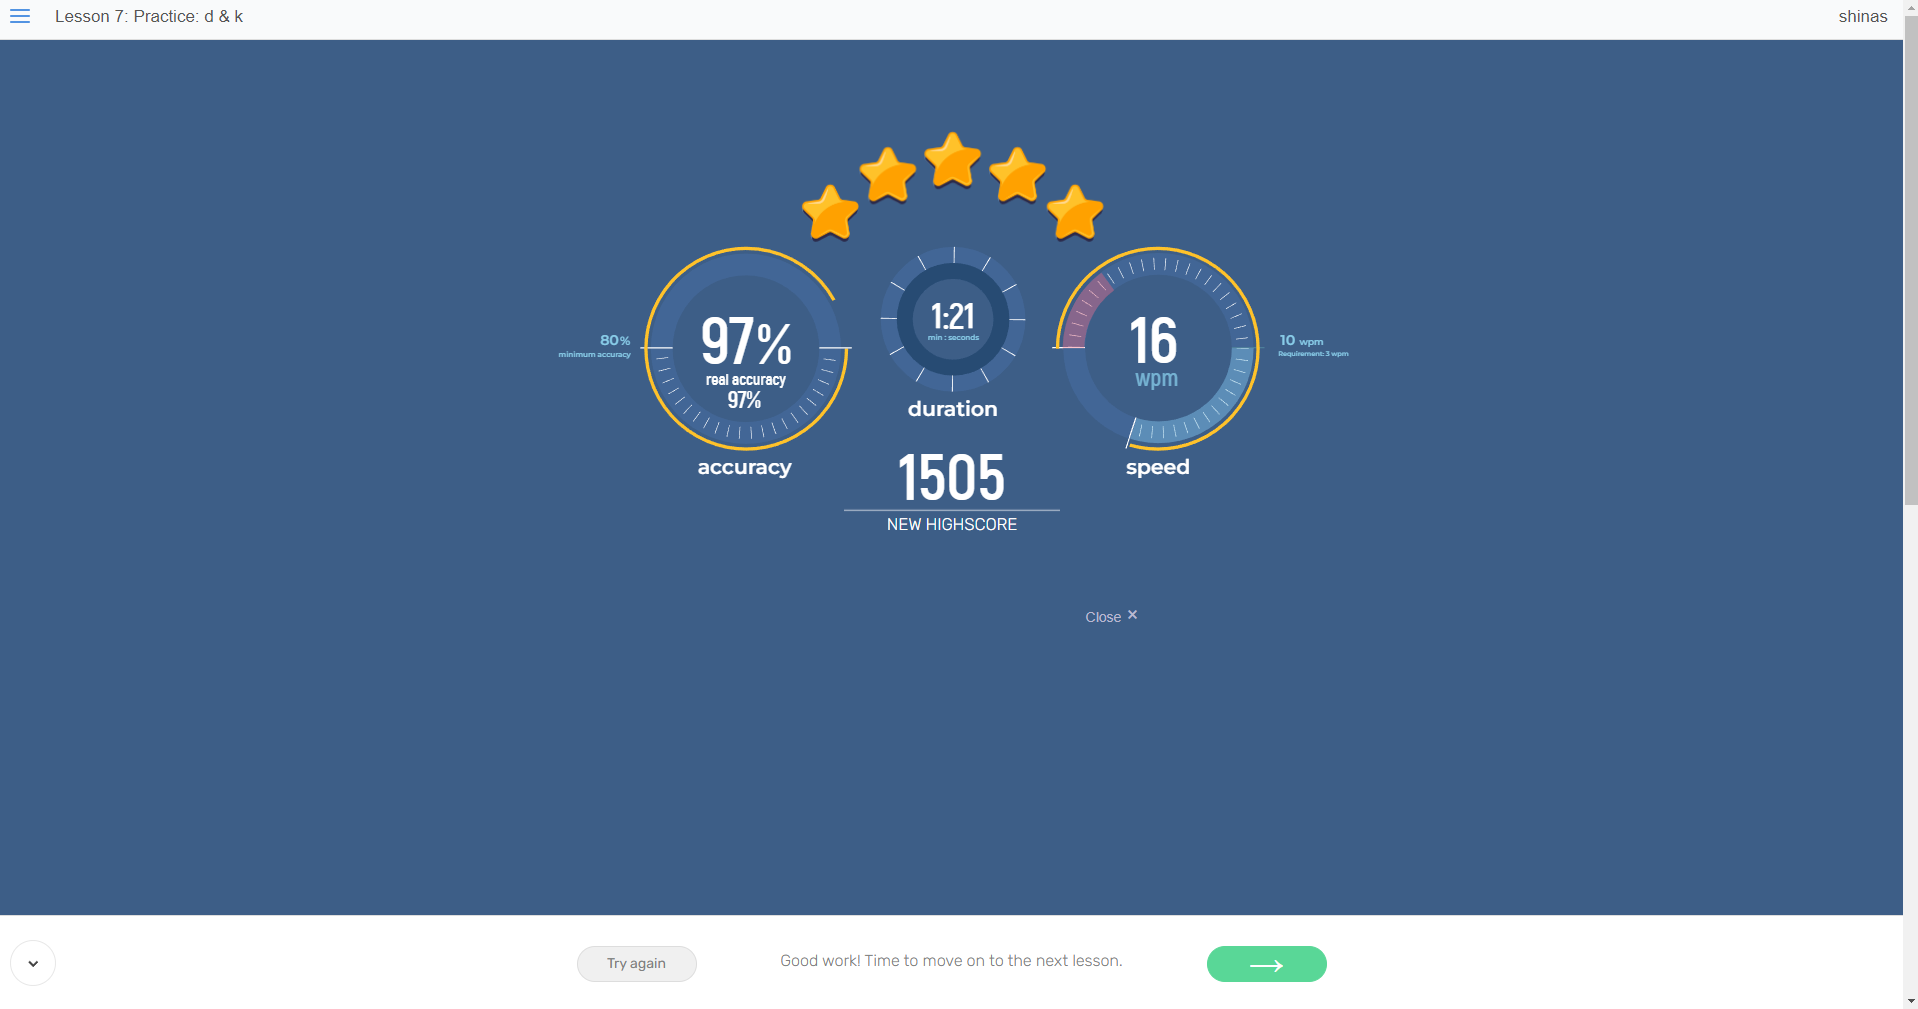 Lesson 7: Practice: d & k
shinas
80%
minimum accuracy
97%
real accuracy
97%
accuracy
1:21
min : seconds
duration
16
wpm
speed
10 wpm
Requirement: 3 wpm
1505
NEW HIGHSCORE
Close ×
Try again
Good work! Time to move on to the next lesson.